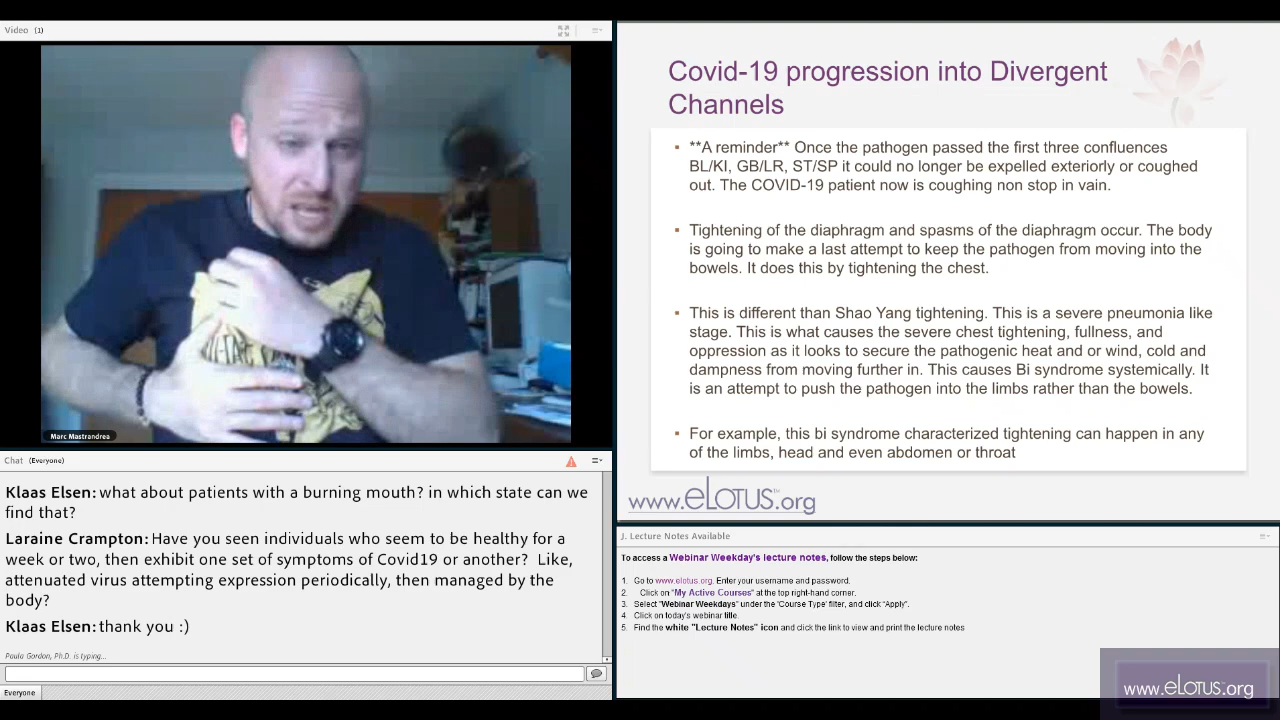 Video (1)
Marc Mastrandrea
Chat (Everyone)
Klaas Elsen: what about patients with a burning mouth? in which state can we
find that?
Laraine Crampton: Have you seen individuals who seem to be healthy for a
week or two, then exhibit one set of symptoms of Covid19 or another? Like,
attenuated virus attempting expression periodically, then managed by the
body?
Klaas Elsen: thank you :)
Paula Gordon, Ph.D. is typing...
Everyone
Covid-19 progression into Divergent
Channels
**A reminder** Once the pathogen passed the first three confluences
BL/KI, GB/LR, ST/SP it could no longer be expelled exteriorly or coughed
out. The COVID-19 patient now is coughing non stop in vain.
Tightening of the diaphragm and spasms of the diaphragm occur. The body
is going to make a last attempt to keep the pathogen from moving into the
bowels. It does this by tightening the chest.
This is different than Shao Yang tightening. This is a severe pneumonia like
stage. This is what causes the severe chest tightening, fullness, and
oppression as it looks to secure the pathogenic heat and or wind, cold and
dampness from moving further in. This causes Bi syndrome systemically. It
is an attempt to push the pathogen into the limbs rather than the bowels.
For example, this bi syndrome characterized tightening can happen in any
of the limbs, head and even abdomen or throat
www.eLotus.org
J. Lecture Notes Available
To access a Webinar Weekday's lecture notes, follow the steps below:
1. Go to www.elotus.org. Enter your username and password.
2. Click on "My Active Courses" at the top right-hand corner.
3. Select "Webinar Weekdays" under the 'Course Type' filter, and click "Apply".
4. Click on today's webinar title.
5. Find the white "Lecture Notes" icon and click the link to view and print the lecture notes
www.eLotus.org